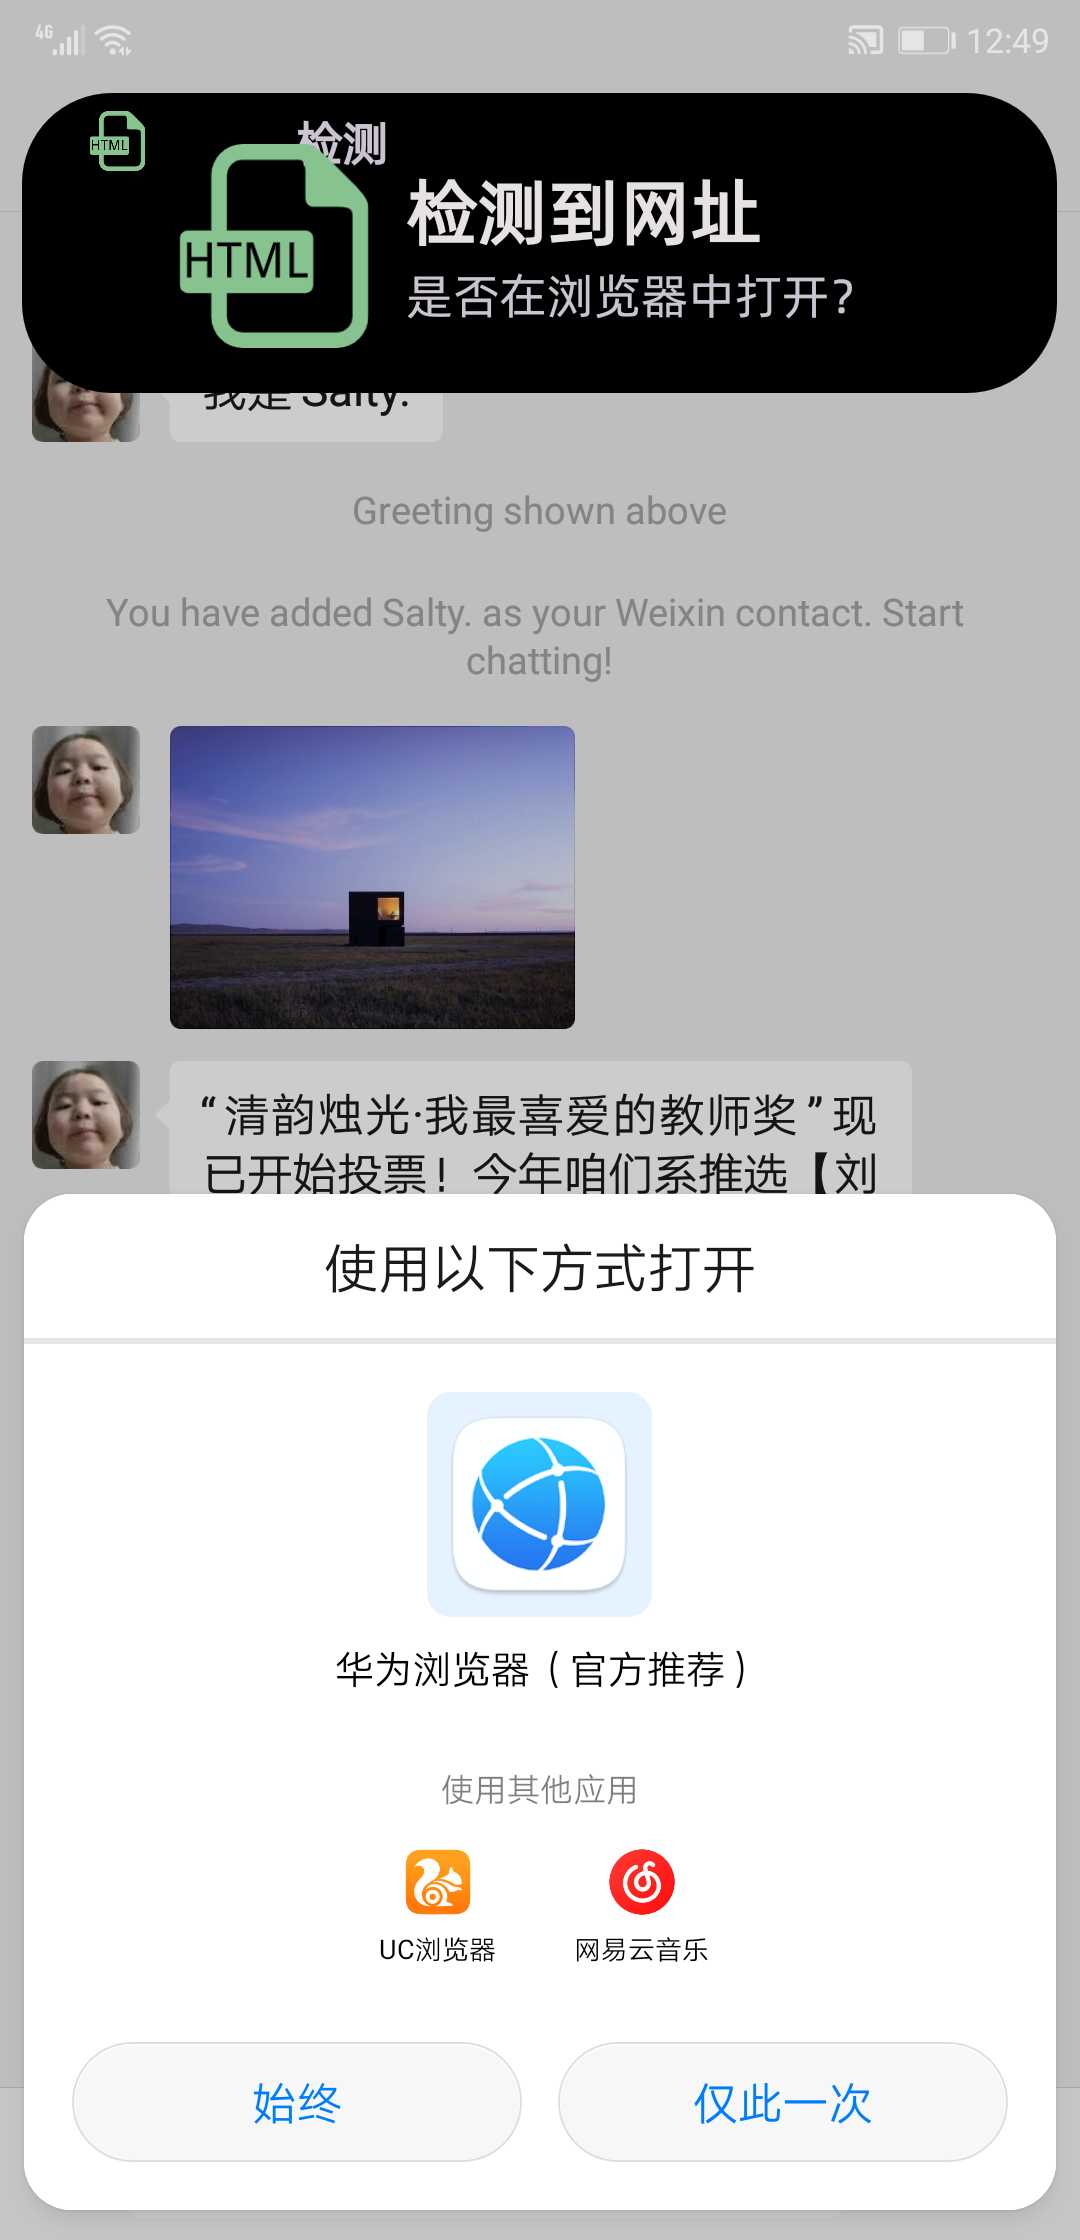 4G
12:49
HTML
检测
HTML
检测到网址
是否在浏览器中打开？
我是 Salty.
Greeting shown above
You have added Salty. as your Weixin contact. Start
chatting!
“清韵烛光·我最喜爱的教师奖”现
已开始投票！今年咱们系推选【刘
使用以下方式打开
华为浏览器（官方推荐）
使用其他应用
UC浏览器
网易云音乐
始终
仅此一次